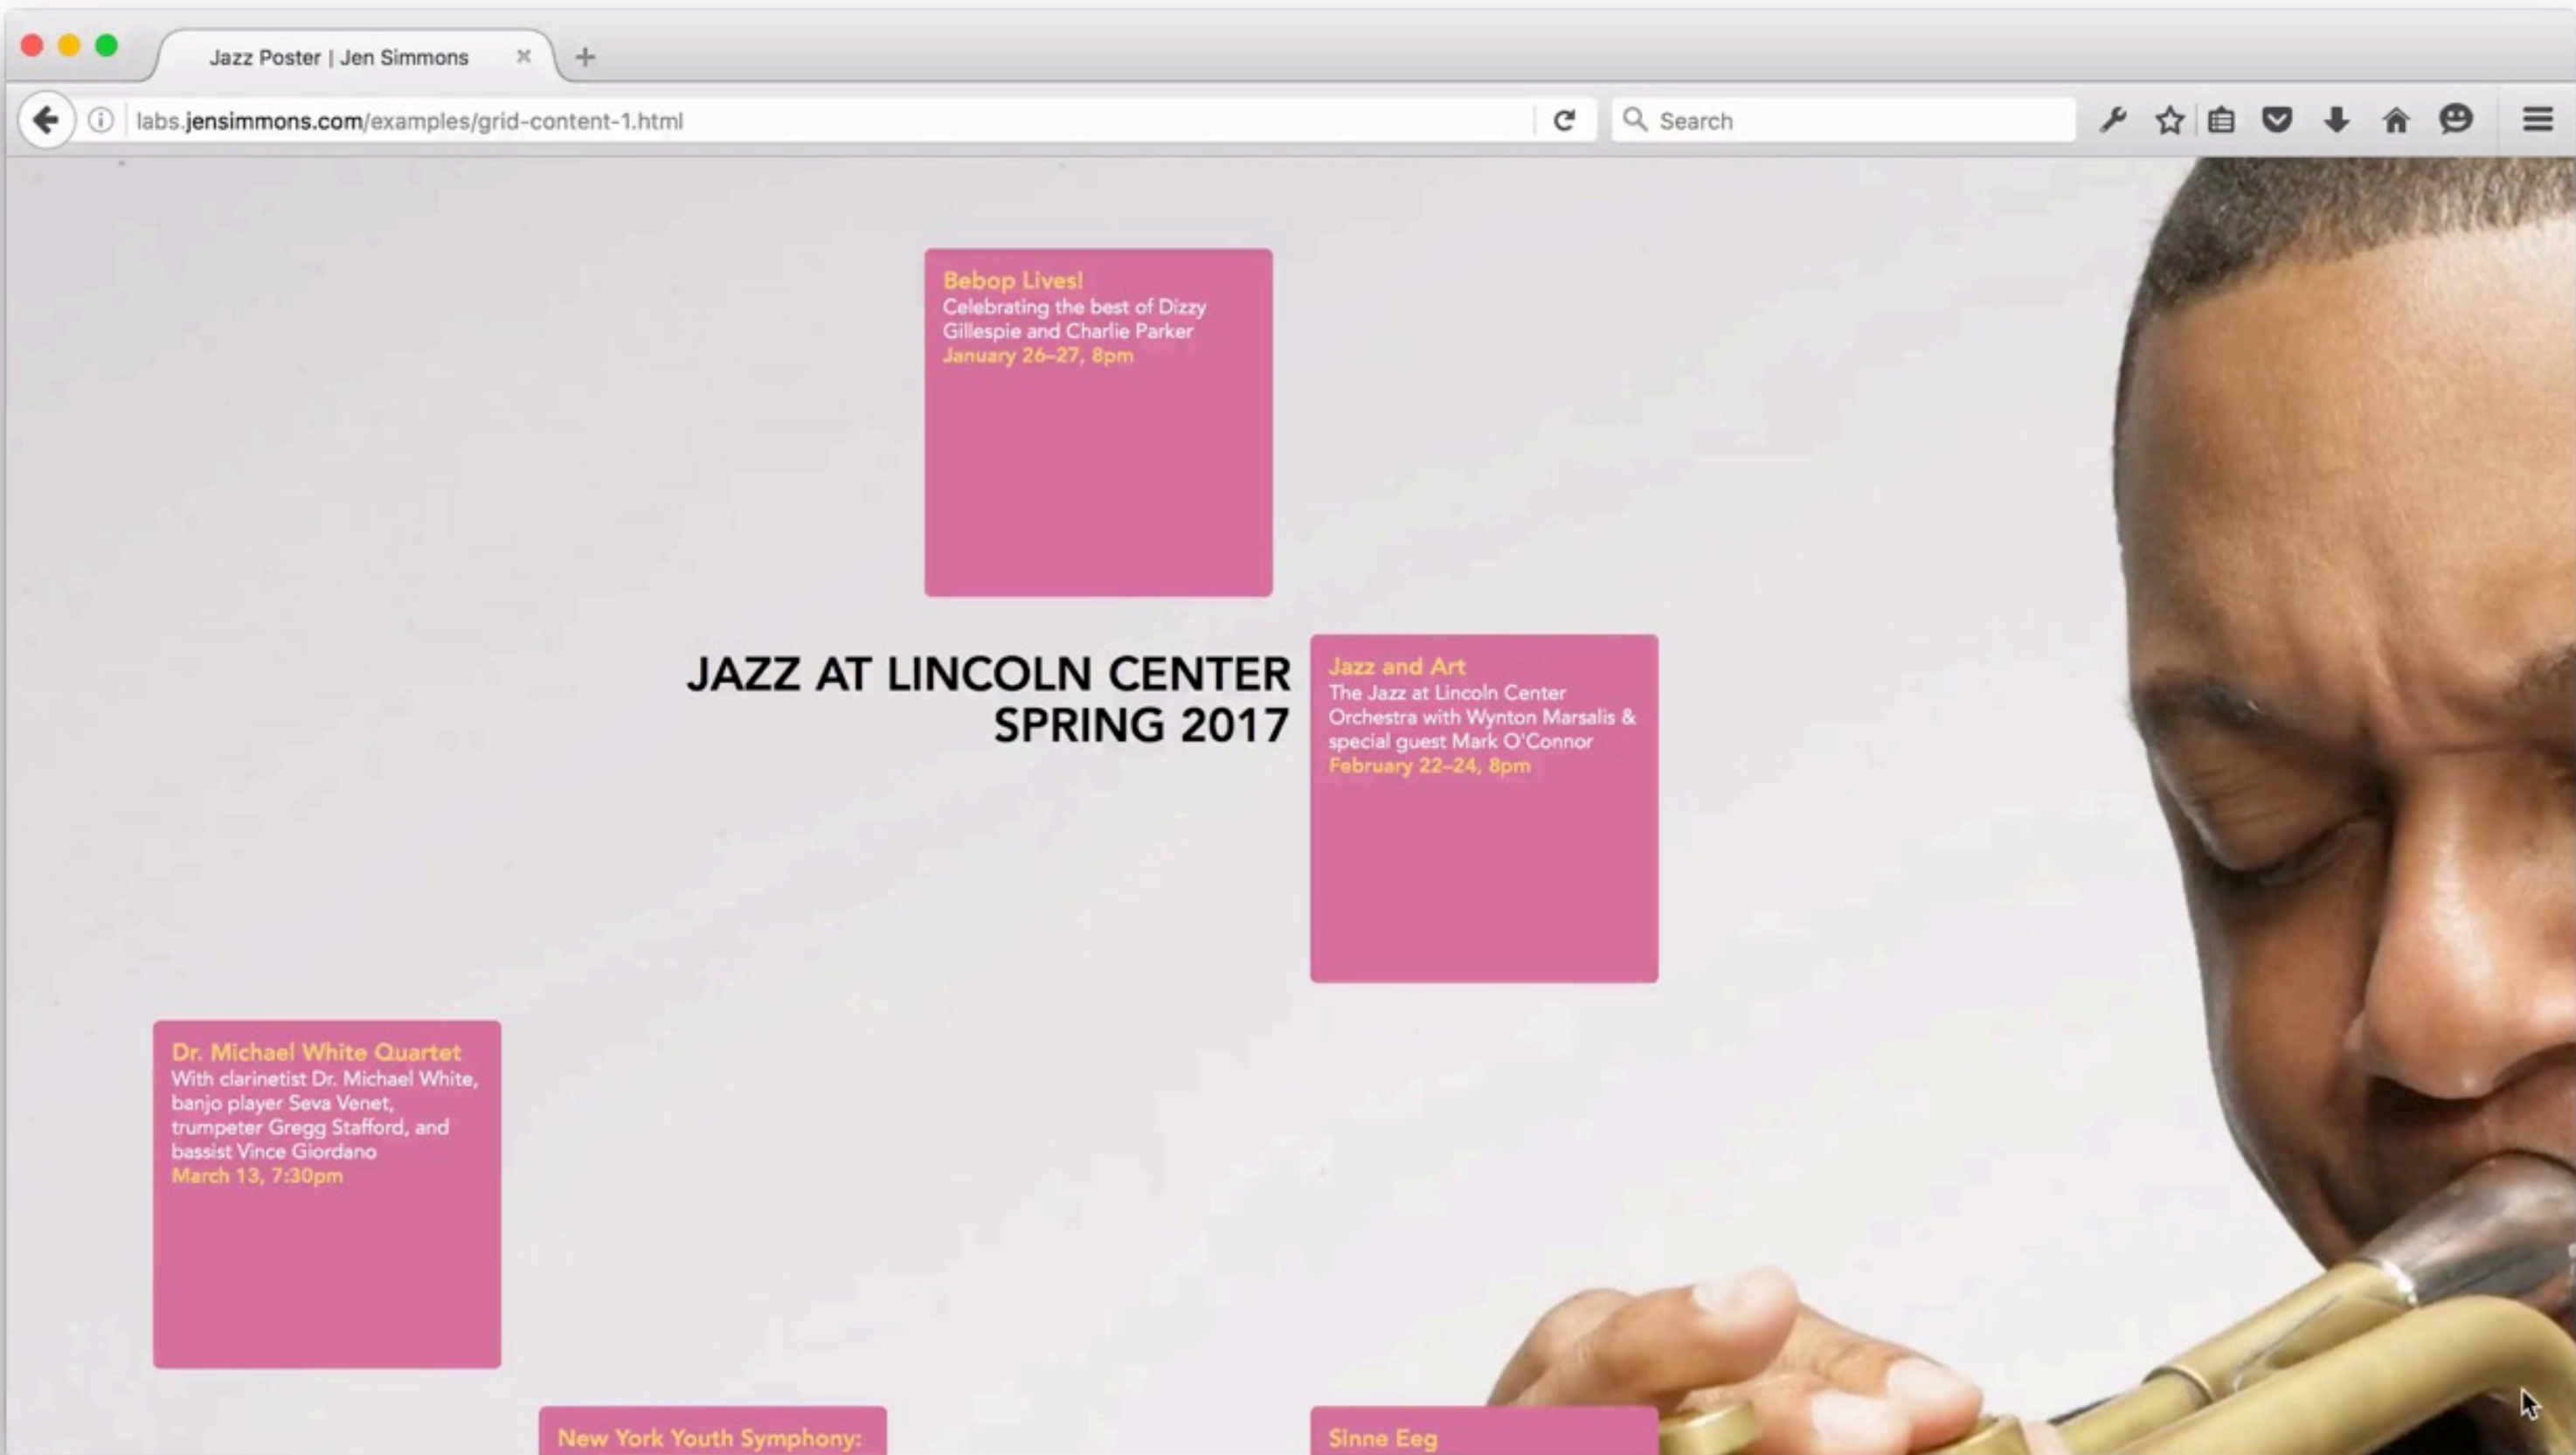 Jazz Poster | Jen Simmons
labs.jensimmons.com/examples/grid-content-1.html
Search
Bebop Lives!
Celebrating the best of Dizzy
Gillespie and Charlie Parker
January 26–27, 8pm
JAZZ AT LINCOLN CENTER
SPRING 2017
Jazz and Art
The Jazz at Lincoln Center
Orchestra with Wynton Marsalis &
special guest Mark O'Connor
February 22–24, 8pm
Dr. Michael White Quartet
With clarinetist Dr. Michael White,
banjo player Seva Venet,
trumpeter Gregg Stafford, and
bassist Vince Giordano
March 13, 7:30pm
New York Youth Symphony:
Sinne Eeg